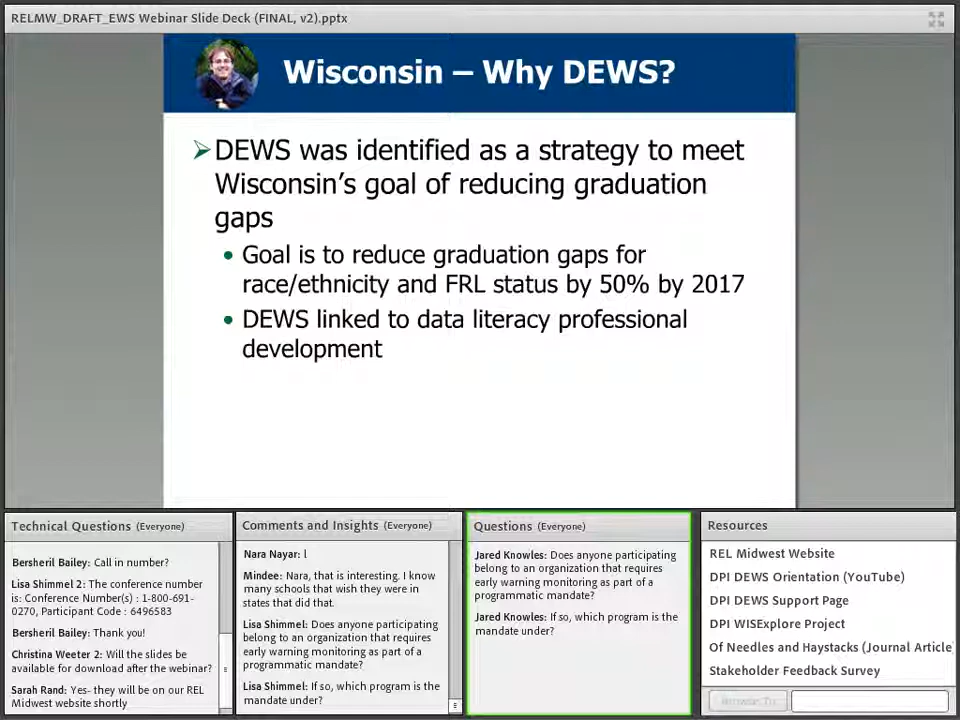 RELMW_DRAFT_EWS Webinar Slide Deck (FINAL, v2).pptx
Wisconsin – Why DEWS?
DEWS was identified as a strategy to meet
Wisconsin’s goal of reducing graduation
gaps
Goal is to reduce graduation gaps for
race/ethnicity and FRL status by 50% by 2017
DEWS linked to data literacy professional
development
Technical Questions (Everyone)
Bersheril Bailey: Call in number?
Lisa Shimmel 2: The conference number
is: Conference Number(s) : 1-800-691-
0270, Participant Code : 6496583
Bersheril Bailey: Thank you!
Christina Weeter 2: Will the slides be
available for download after the webinar?
Sarah Rand: Yes- they will be on our REL
Midwest website shortly
Comments and Insights (Everyone)
Nara Nayar: I
Mindee: Nara, that is interesting. I know
many schools that wish they were in
states that did that.
Lisa Shimmel: Does anyone participating
belong to an organization that requires
early warning monitoring as part of a
programmatic mandate?
Lisa Shimmel: If so, which program is the
mandate under?
Questions (Everyone)
Jared Knowles: Does anyone participating
belong to an organization that requires
early warning monitoring as part of a
programmatic mandate?
Jared Knowles: If so, which program is the
mandate under?
Resources
REL Midwest Website
DPI DEWS Orientation (YouTube)
DPI DEWS Support Page
DPI WISExplore Project
Of Needles and Haystacks (Journal Article
Stakeholder Feedback Survey
Browse To